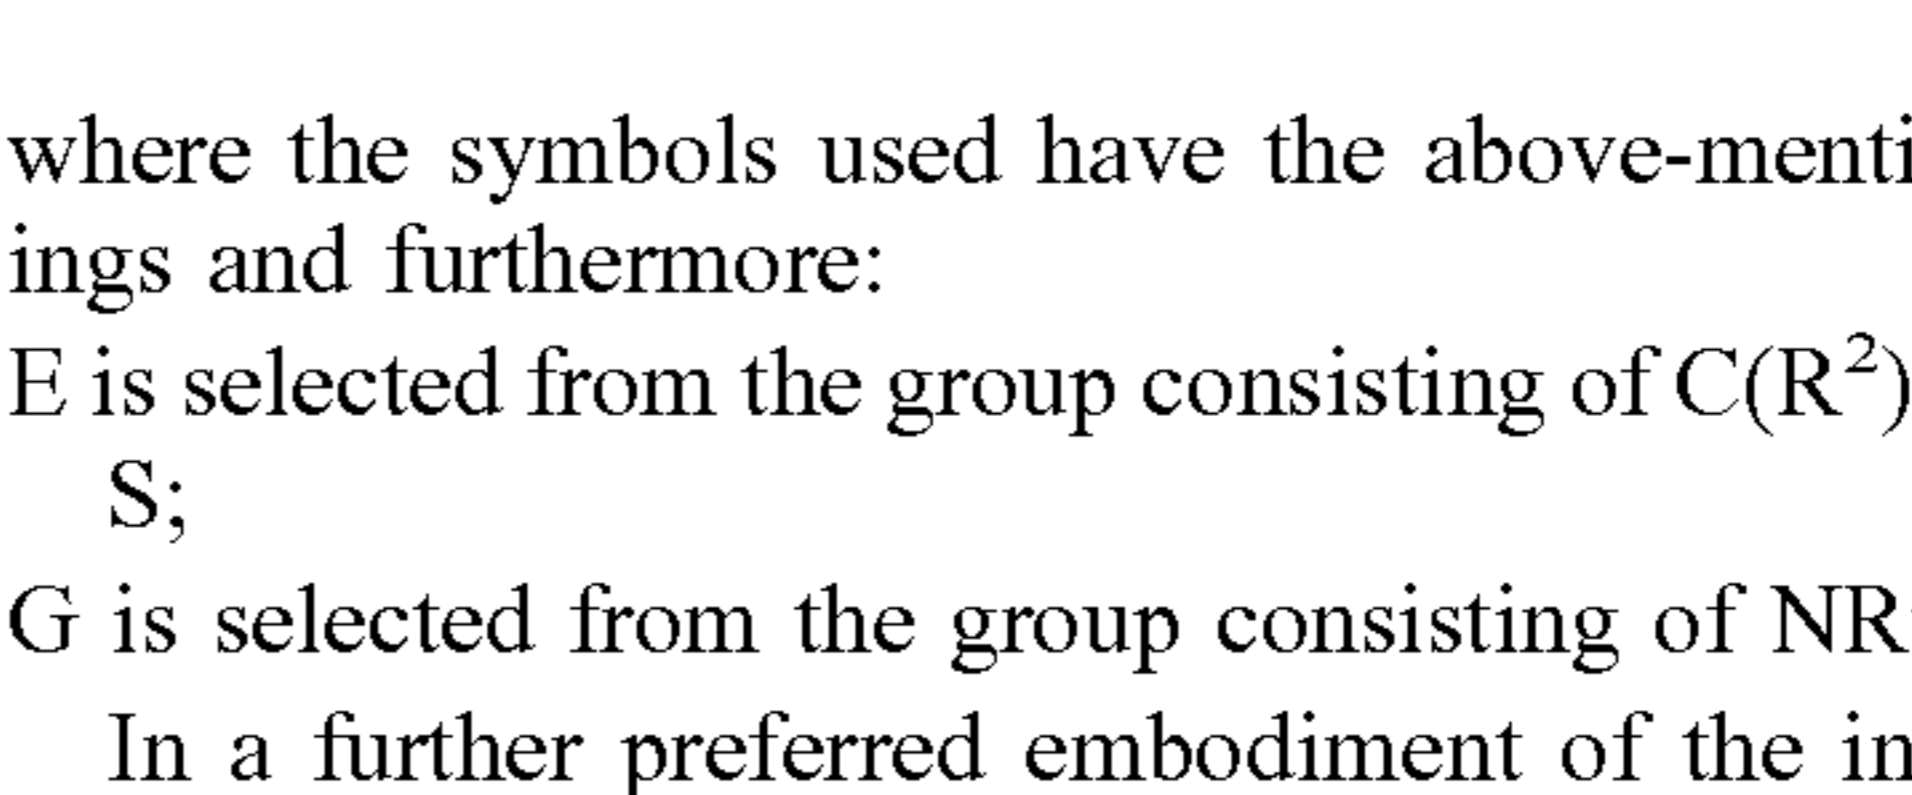 where the symbols used have the above-menti
ings and furthermore:
E is selected from the group consisting of C(R²)
S;
G is selected from the group consisting of NR
In a further preferred embodiment of the in